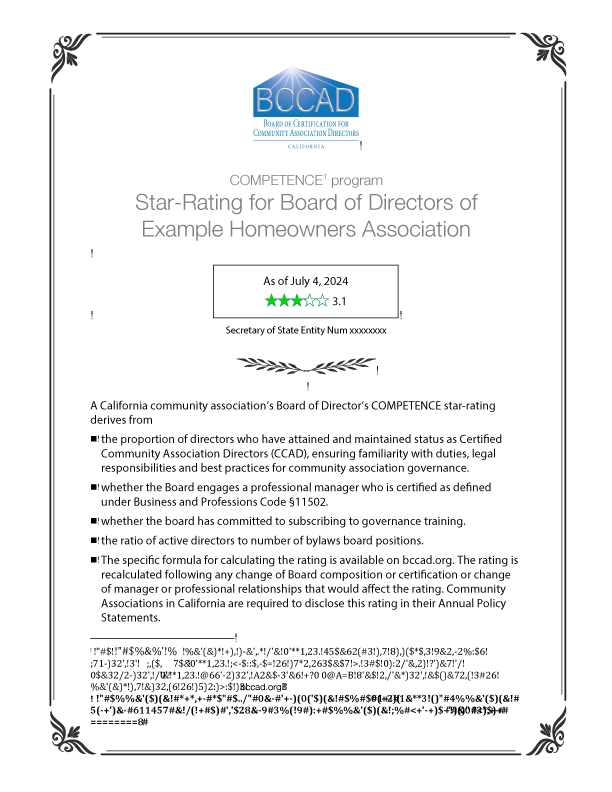 BCCAD
BOARD OF CERTIFICATION FOR
COMMUNITY ASSOCIATION DIRECTORS
CALIFORNIA
!
COMPETENCE¹ program
Star-Rating for Board of Directors of
Example Homeowners Association
!
As of July 4, 2024
★★★☆☆ 3.1
!
!
Secretary of State Entity Num xxxxxxxx
!
!
A California community association’s Board of Director’s COMPETENCE star-rating
derives from
■! the proportion of directors who have attained and maintained status as Certified
Community Association Directors (CCAD), ensuring familiarity with duties, legal
responsibilities and best practices for community association governance.
■! whether the Board engages a professional manager who is certified as defined
under Business and Professions Code §11502.
■! whether the board has committed to subscribing to governance training.
■! the ratio of active directors to number of bylaws board positions.
■! The specific formula for calculating the rating is available on bccad.org. The rating is
recalculated following any change of Board composition or certification or change
of manager or professional relationships that would affect the rating. Community
Associations in California are required to disclose this rating in their Annual Policy
Statements.
!
bccad.org